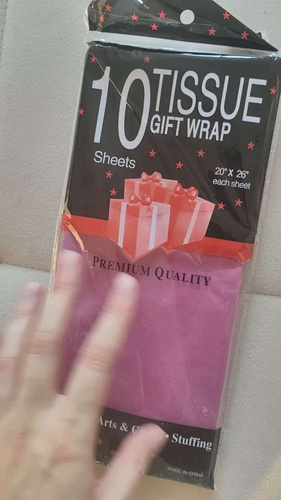 10 TISSUE
GIFT WRAP
Sheets
20" X 26"
each sheet
PREMIUM QUALITY
Arts & Stuffing
MADE IN CHINA